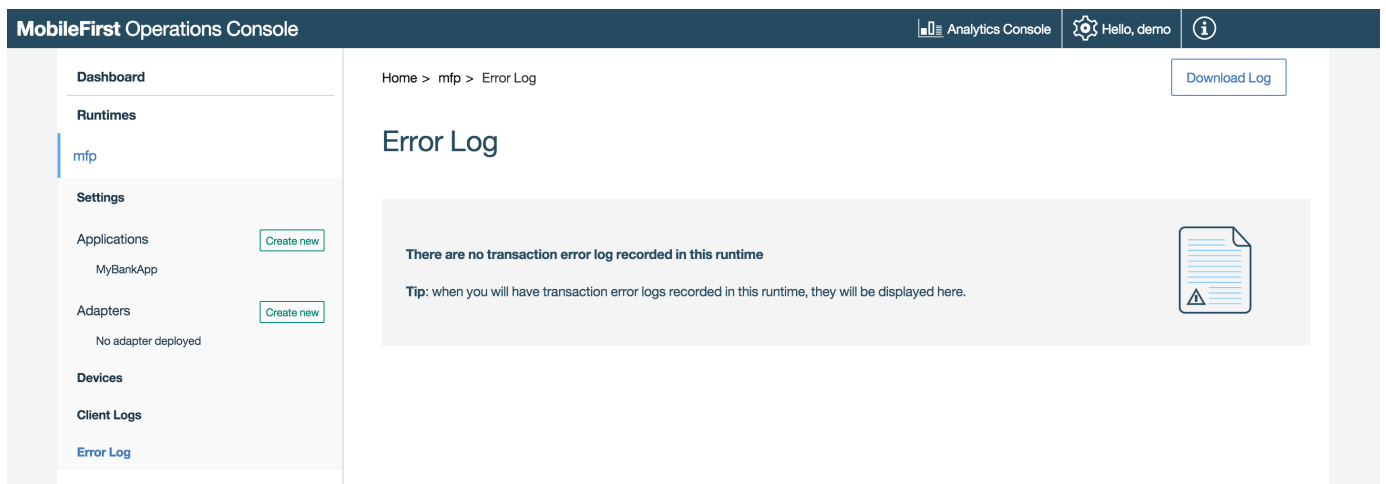 MobileFirst Operations Console
Analytics Console
Hello, demo
Dashboard
Runtimes
mfp
Settings
Applications
Create new
MyBankApp
Adapters
Create new
No adapter deployed
Devices
Client Logs
Error Log
Home > mfp > Error Log
Download Log
Error Log
There are no transaction error log recorded in this runtime
Tip: when you will have transaction error logs recorded in this runtime, they will be displayed here.